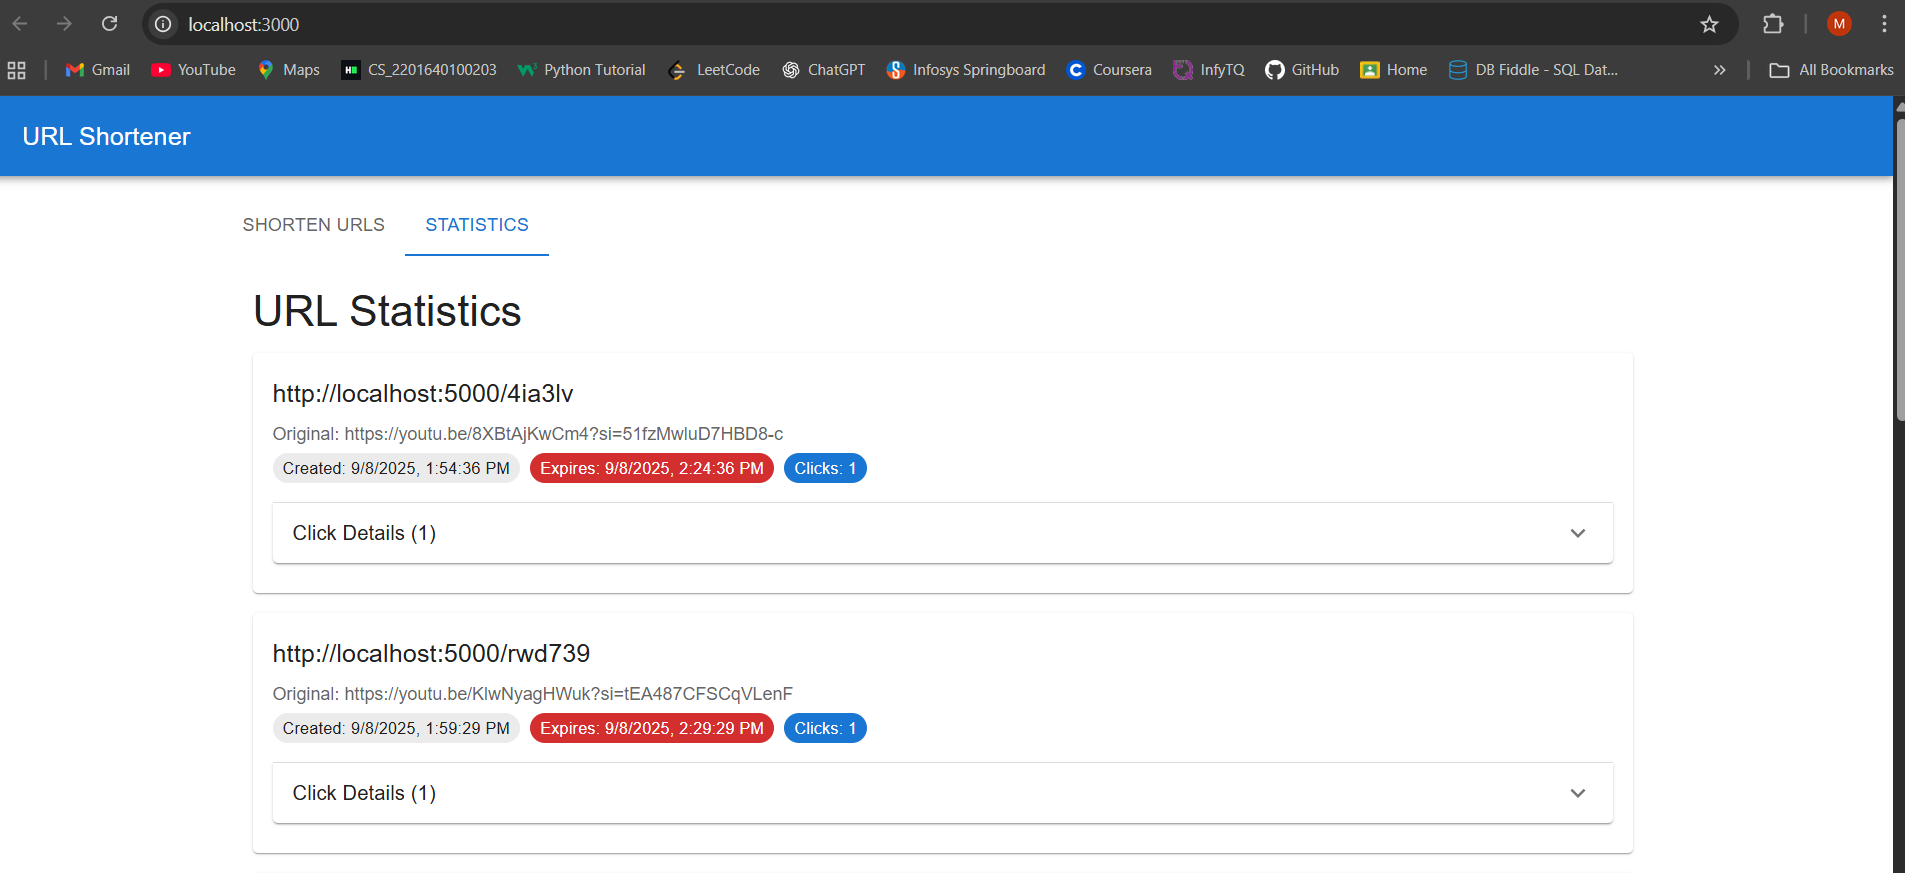 localhost:3000
Gmail YouTube Maps CS_2201640100203 Python Tutorial LeetCode ChatGPT Infosys Springboard Coursera InfyTQ GitHub Home DB Fiddle - SQL Dat... All Bookmarks
URL Shortener
SHORTEN URLS STATISTICS
URL Statistics
http://localhost:5000/4ia3lv
Original: https://youtu.be/8XBtAjKwCm4?si=51fzMwluD7HBD8-c
Created: 9/8/2025, 1:54:36 PM Expires: 9/8/2025, 2:24:36 PM Clicks: 1
Click Details (1)
http://localhost:5000/rwd739
Original: https://youtu.be/KlwNyagHWuk?si=tEA487CFSCqVLenF
Created: 9/8/2025, 1:59:29 PM Expires: 9/8/2025, 2:29:29 PM Clicks: 1
Click Details (1)